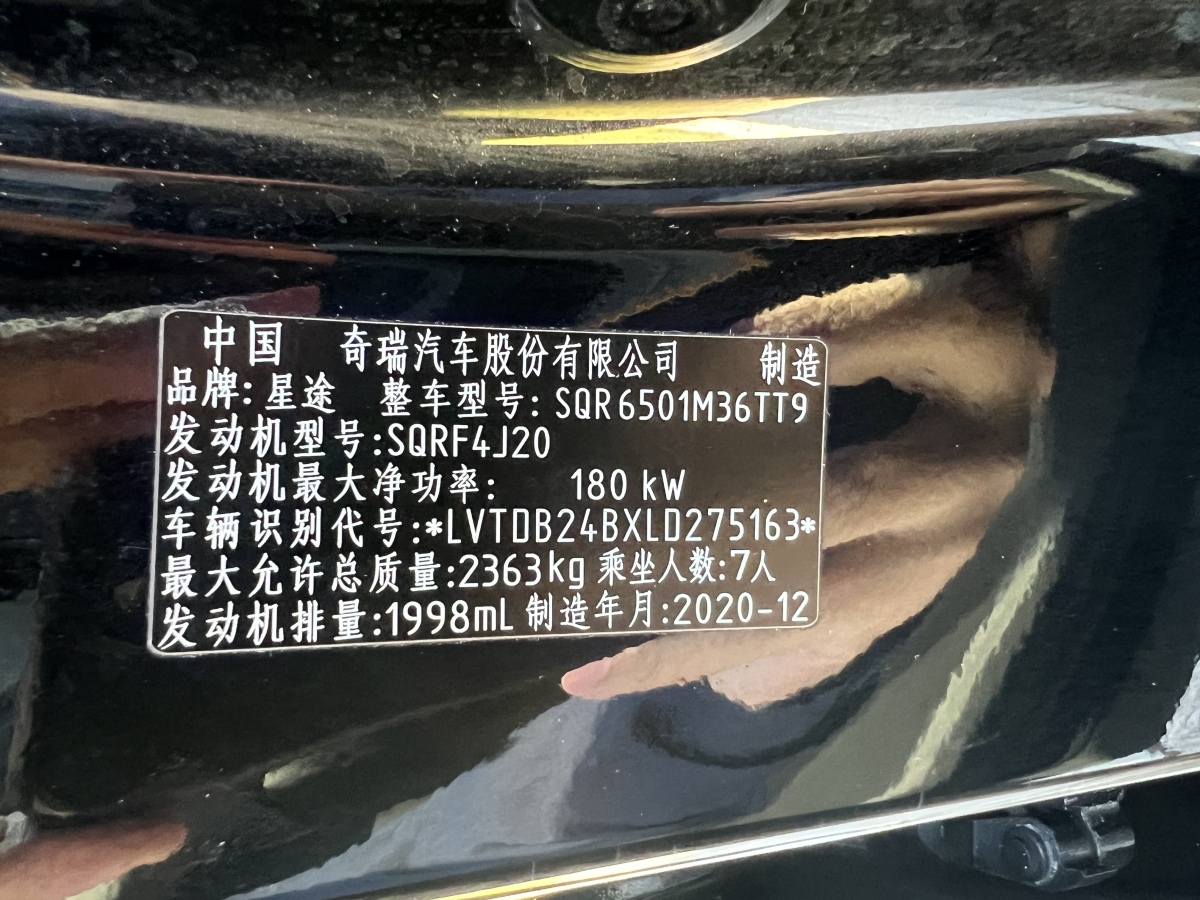 中国 奇瑞汽车股份有限公司 制造
品牌:星途 整车型号:SQR6501M36TT9
发动机型号:SQRF4J20
发动机最大净功率: 180 kW
车辆识别代号:*LVTDB24BXLD275163*
最大允许总质量:2363kg 乘坐人数:7人
发动机排量:1998mL 制造年月:2020-12